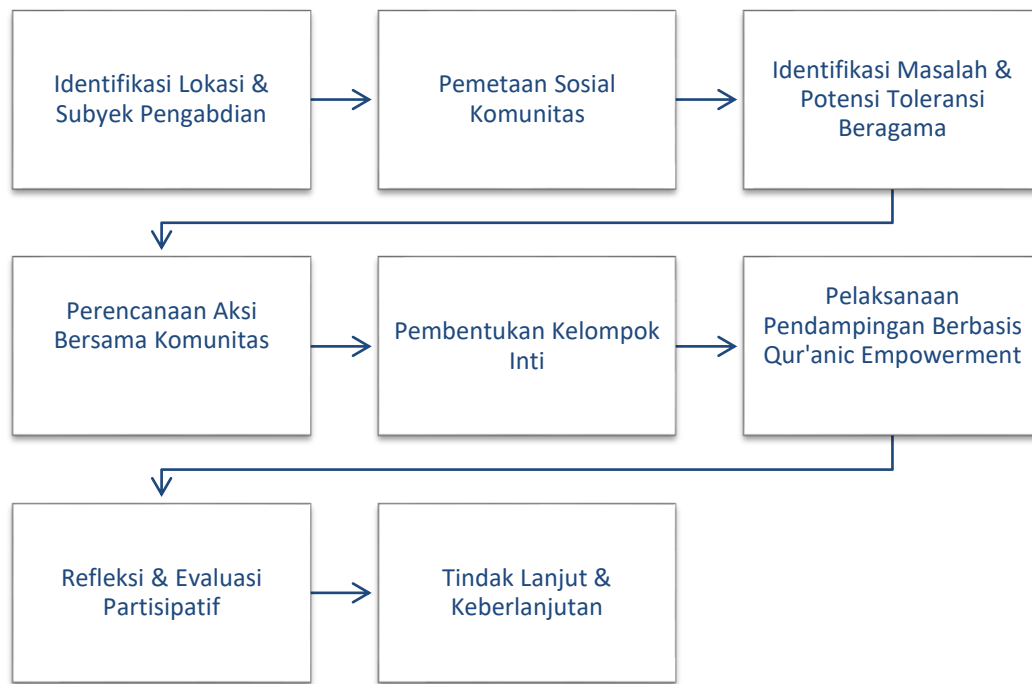 Identifikasi Lokasi &
Subyek Pengabdian
Pemetaan Sosial
Komunitas
Identifikasi Masalah &
Potensi Toleransi
Beragama
Perencanaan Aksi
Bersama Komunitas
Pembentukan Kelompok
Inti
Pelaksanaan
Pendampingan Berbasis
Qur'anic Empowerment
Refleksi & Evaluasi
Partisipatif
Tindak Lanjut &
Keberlanjutan